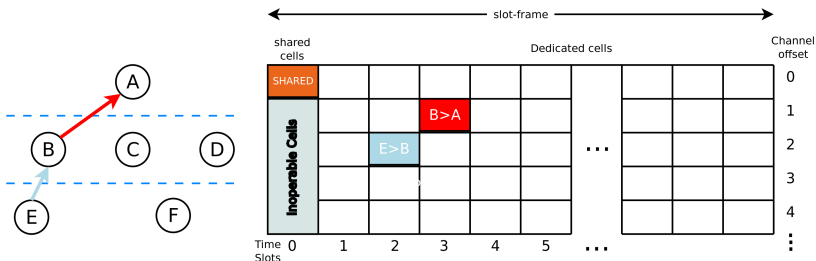 slot-frame
shared
cells
Dedicated cells
Channel
offset
A
B
C
D
E
F
SHARED
Inoperable Cells
B>A
E>B
...
0
1
2
3
4
⋮
Time
Slots
0
1
2
3
4
5
...